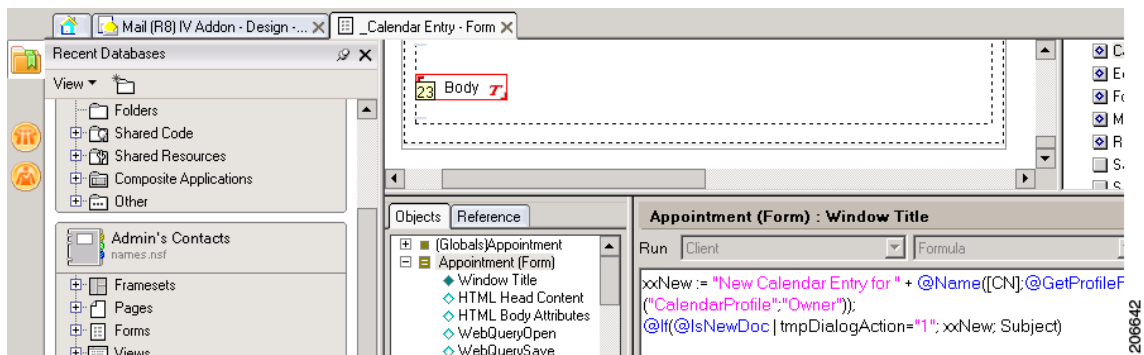 Mail (R8) IV Addon - Design -...
_Calendar Entry - Form
Recent Databases
View
Folders
Shared Code
Shared Resources
Composite Applications
Other
Admin's Contacts
names.nsf
Framesets
Pages
Forms
Views
23 Body T
Objects
Reference
(Globals)Appointment
Appointment (Form)
Window Title
HTML Head Content
HTML Body Attributes
WebQueryOpen
WebQuerySave
Appointment (Form) : Window Title
Run Client Formula
xxNew := "New Calendar Entry for " + @Name([CN];@GetProfileF
("CalendarProfile";"Owner"));
@If(@IsNewDoc | tmpDialogAction="1"; xxNew; Subject)
206642